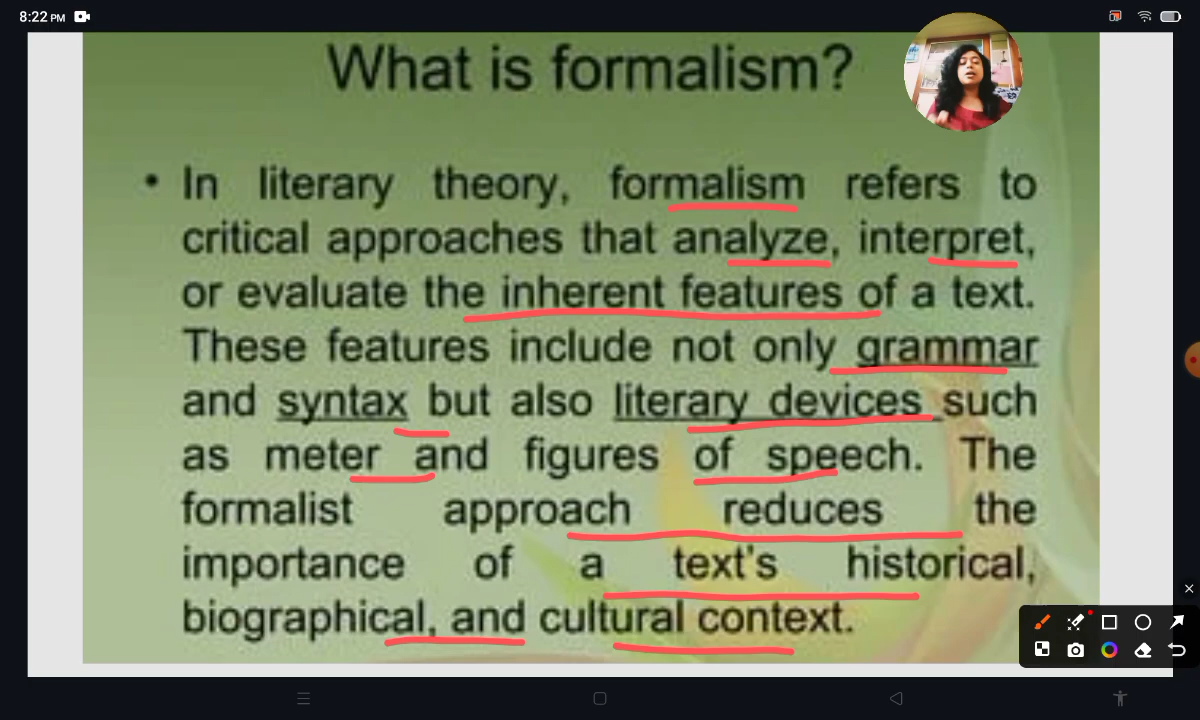 8:22 PM
What is formalism?
• In literary theory, formalism refers to
critical approaches that analyze, interpret,
or evaluate the inherent features of a text.
These features include not only grammar
and syntax but also literary devices such
as meter and figures of speech. The
formalist approach reduces the
importance of a text's historical,
biographical, and cultural context.